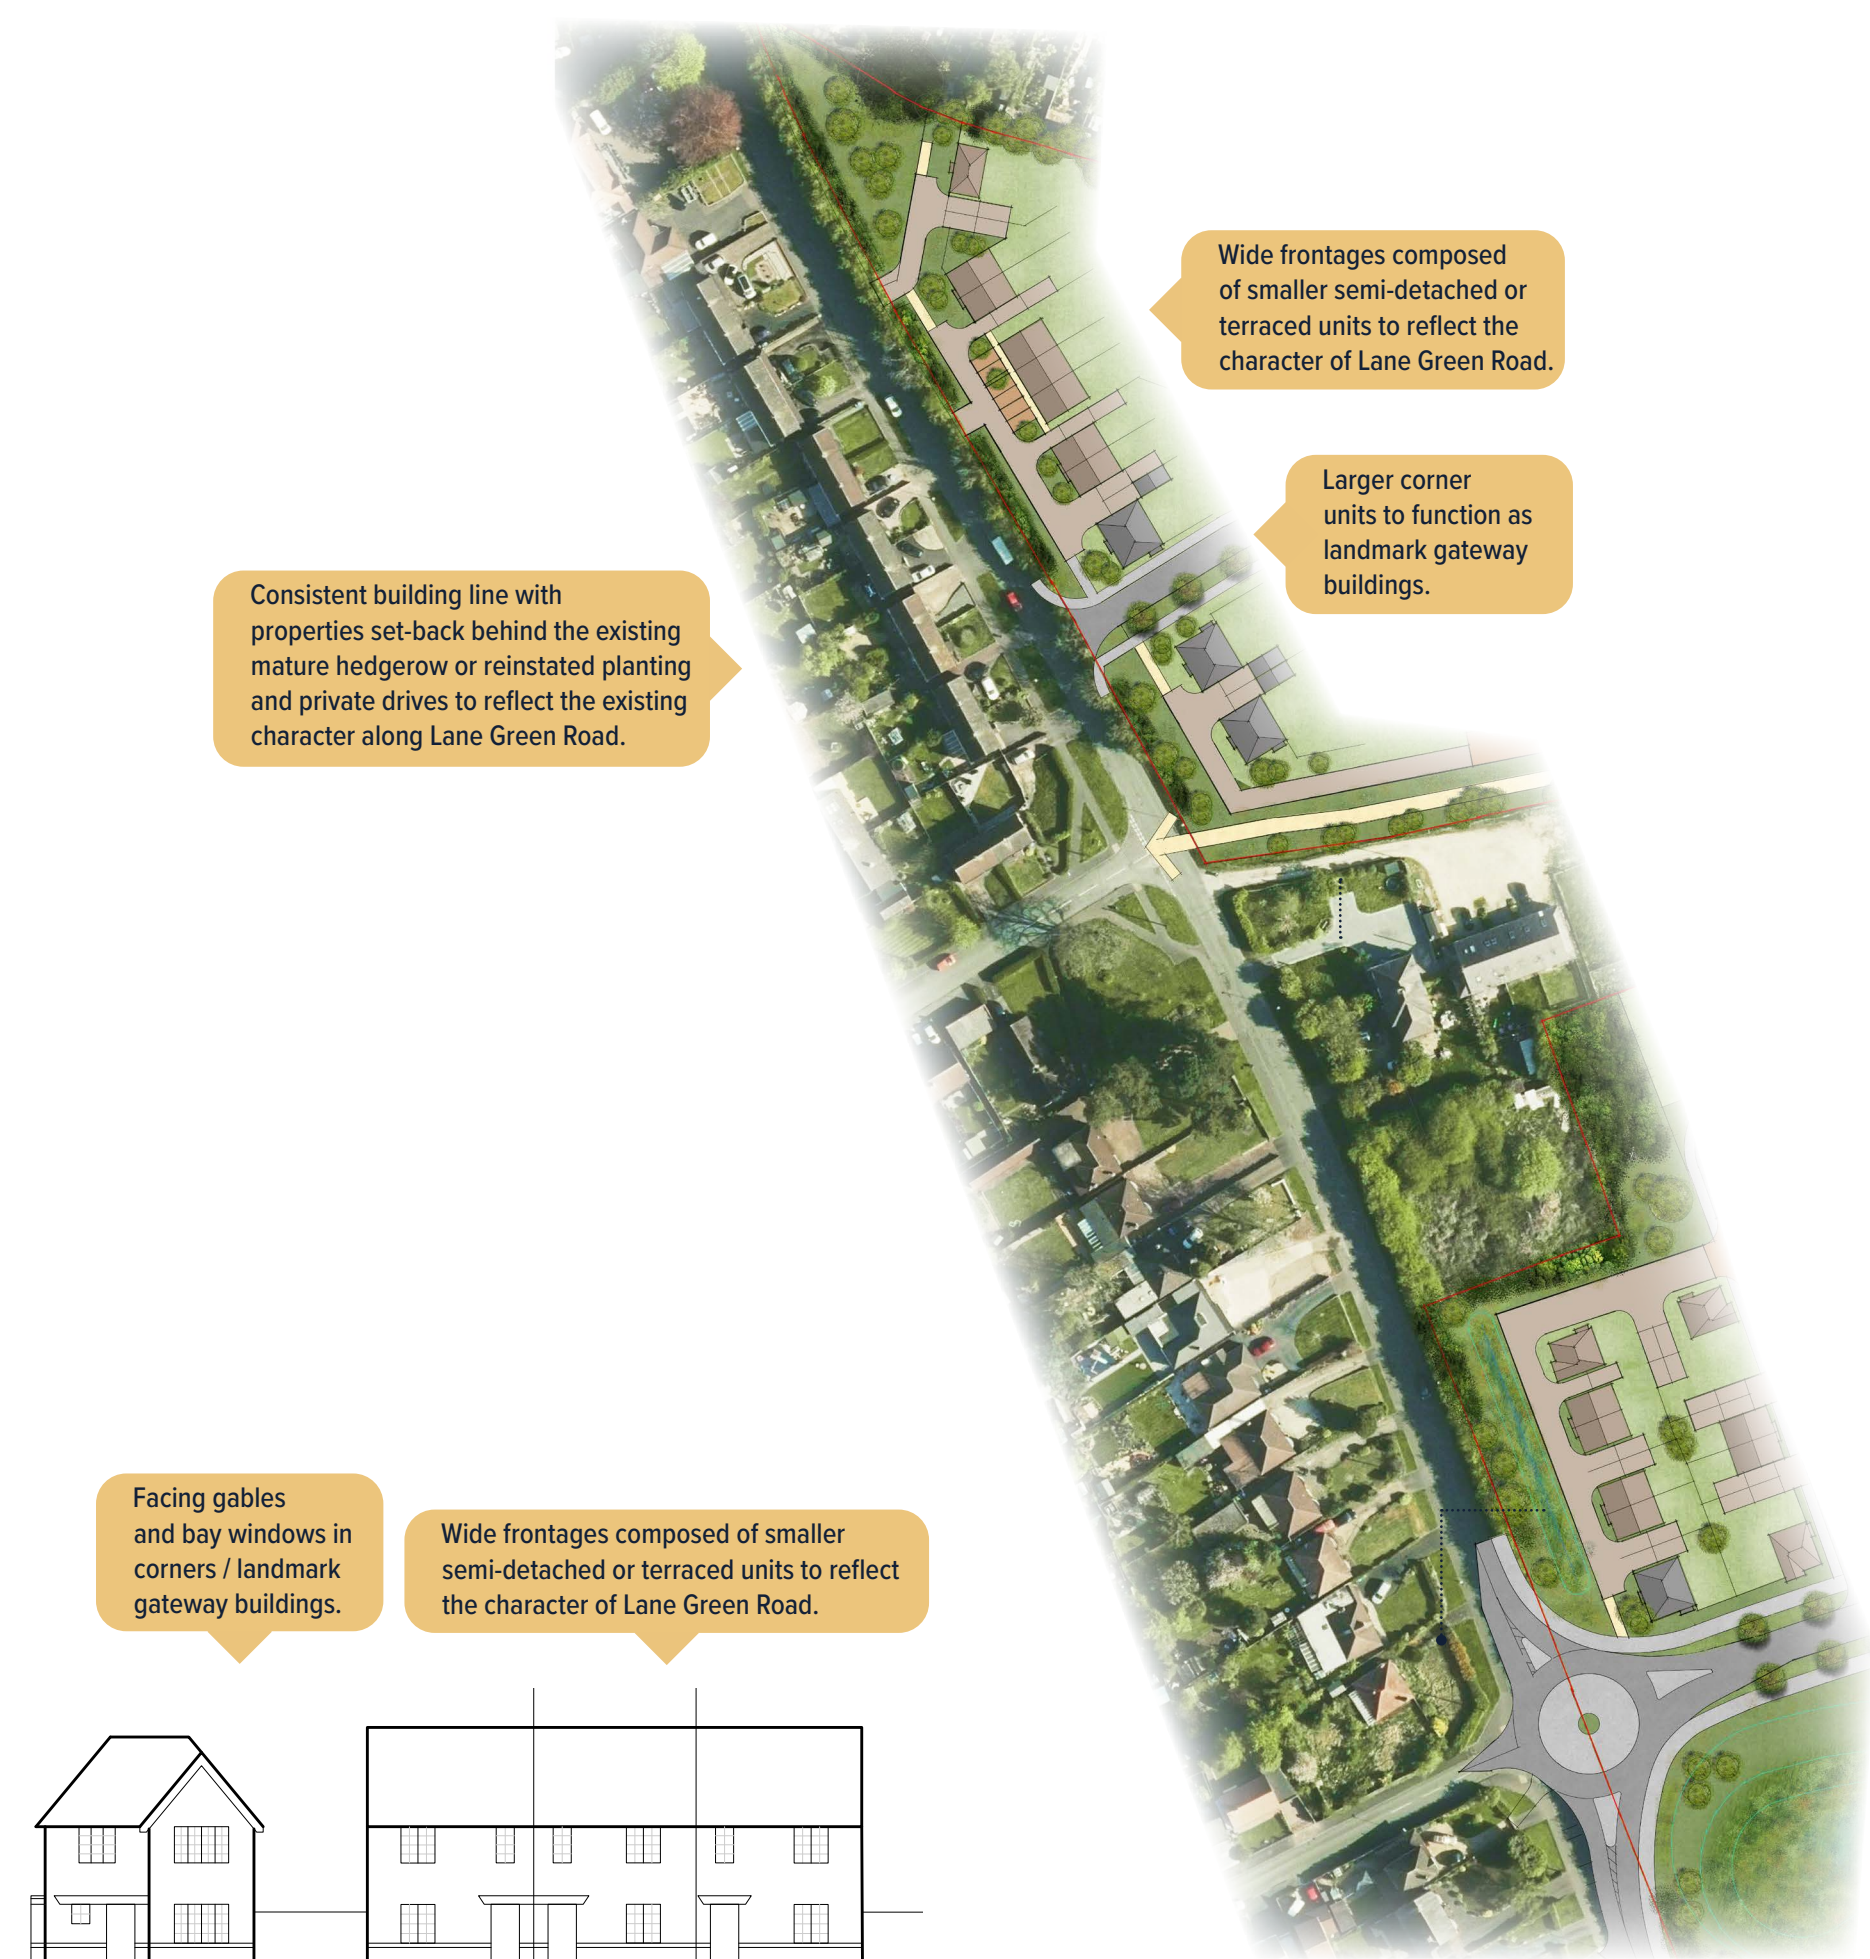 Wide frontages composed
of smaller semi-detached or
terraced units to reflect the
character of Lane Green Road.
Larger corner
units to function as
landmark gateway
buildings.
Consistent building line with
properties set-back behind the existing
mature hedgerow or reinstated planting
and private drives to reflect the existing
character along Lane Green Road.
Facing gables
and bay windows in
corners / landmark
gateway buildings.
Wide frontages composed of smaller
semi-detached or terraced units to reflect
the character of Lane Green Road.